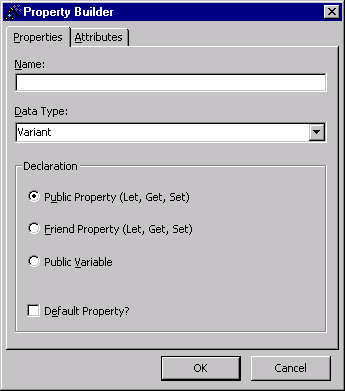 Property Builder
Properties Attributes
Name:
Data Type:
Variant
Declaration
Public Property (Let, Get, Set)
Friend Property (Let, Get, Set)
Public Variable
Default Property?
OK Cancel